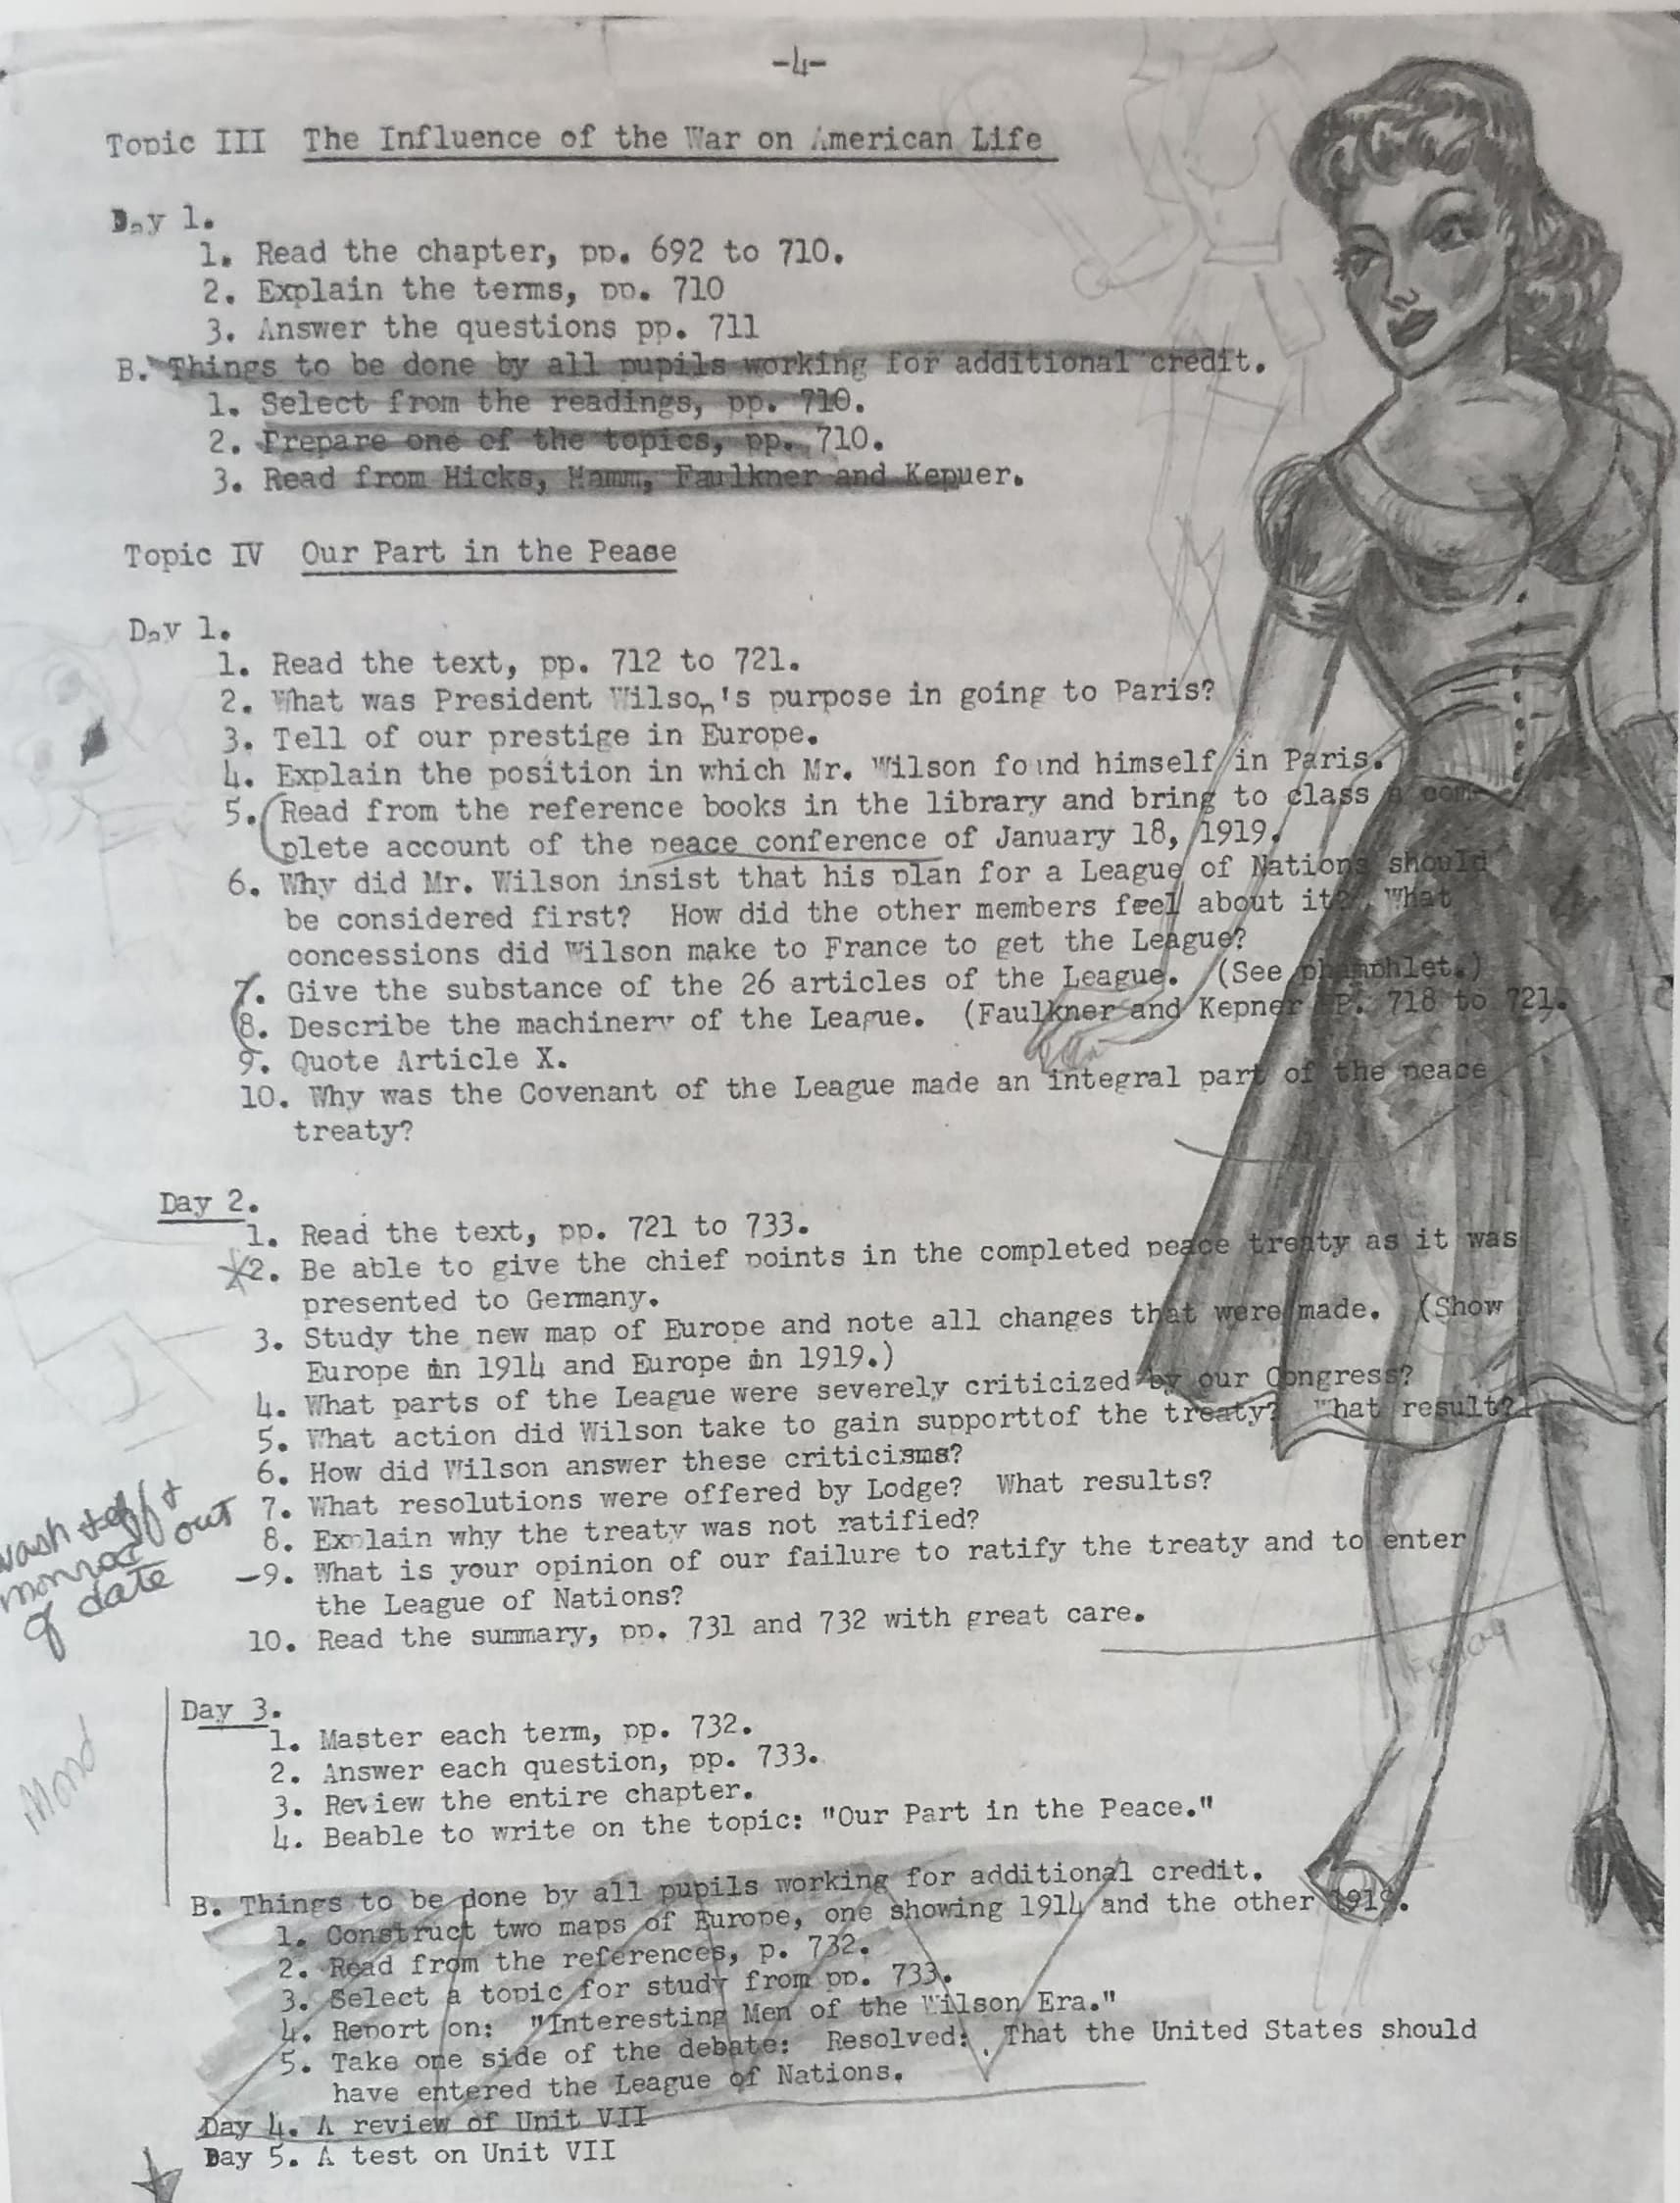 -4-
Topic III The Influence of the War on American Life
Day 1.
1. Read the chapter, pp. 692 to 710.
2. Explain the terms, pp. 710
3. Answer the questions pp. 711
B. Things to be done by all pupils working for additional credit.
1. Select from the readings, pp. 710.
2. Prepare one of the topics, pp. 710.
3. Read from Hicks, Hamm, Faulkner and Kepner.
Topic IV Our Part in the Peace
Day 1.
1. Read the text, pp. 712 to 721.
2. What was President Wilson's purpose in going to Paris?
3. Tell of our prestige in Europe.
4. Explain the position in which Mr. Wilson found himself in Paris.
5. Read from the reference books in the library and bring to class a com-
plete account of the peace conference of January 18, 1919.
6. Why did Mr. Wilson insist that his plan for a League of Nations should
be considered first? How did the other members feel about it? What
concessions did Wilson make to France to get the League?
7. Give the substance of the 26 articles of the League. (See pamphlet.)
8. Describe the machinery of the League. (Faulkner and Kepner PP. 718 to 721.
9. Quote Article X.
10. Why was the Covenant of the League made an integral part of the peace
treaty?
Day 2.
1. Read the text, pp. 721 to 733.
2. Be able to give the chief points in the completed peace treaty as it was
presented to Germany.
3. Study the new map of Europe and note all changes that were made. (Show
Europe in 1914 and Europe in 1919.)
4. What parts of the League were severely criticized by our Congress?
5. What action did Wilson take to gain supporttof the treaty? What result?
6. How did Wilson answer these criticisms?
7. What resolutions were offered by Lodge? What results?
8. Explain why the treaty was not ratified?
-9. What is your opinion of our failure to ratify the treaty and to enter
the League of Nations?
10. Read the summary, pp. 731 and 732 with great care.
wash +
monroe out
of date
Friday
Day 3.
1. Master each term, pp. 732.
2. Answer each question, pp. 733.
3. Review the entire chapter.
4. Beable to write on the topic: "Our Part in the Peace."
Mond
B. Things to be done by all pupils working for additional credit.
1. Construct two maps of Europe, one showing 1914 and the other 1919.
2. Read from the references, p. 732.
3. Select a topic for study from pp. 733.
4. Report on: "Interesting Men of the Wilson Era."
5. Take one side of the debate: Resolved: That the United States should
have entered the League of Nations.
Day 4. A review of Unit VII
Day 5. A test on Unit VII